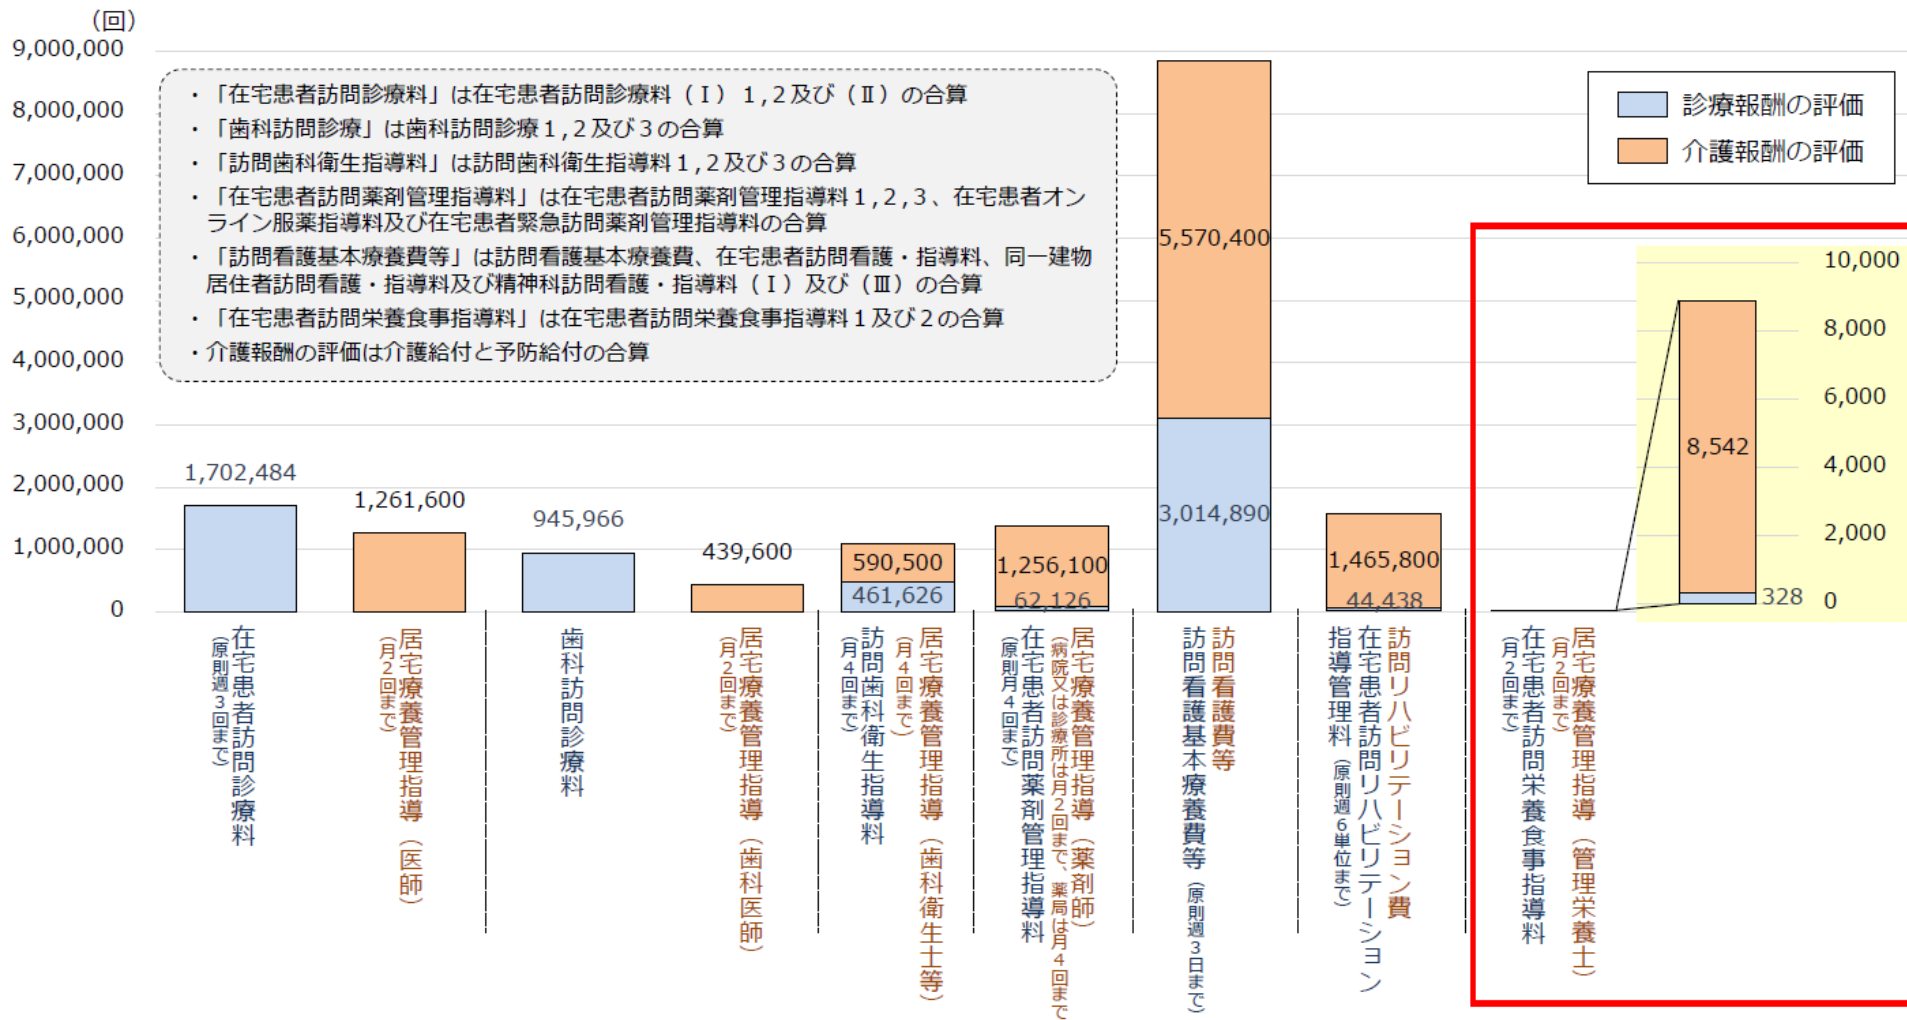 （回）
9,000,000
8,000,000
7,000,000
6,000,000
5,000,000
4,000,000
3,000,000
2,000,000
1,000,000
0
・「在宅患者訪問診療料」は在宅患者訪問診療料（Ⅰ）1,2及び（Ⅱ）の合算
・「歯科訪問診療」は歯科訪問診療1,2及び3の合算
・「訪問歯科衛生指導料」は訪問歯科衛生指導料1,2及び3の合算
・「在宅患者訪問薬剤管理指導料」は在宅患者訪問薬剤管理指導料1,2,3、在宅患者オン
ライン服薬指導料及び在宅患者緊急訪問薬剤管理指導料の合算
・「訪問看護基本療養費等」は訪問看護基本療養費、在宅患者訪問看護・指導料、同一建物
居住者訪問看護・指導料及び精神科訪問看護・指導料（Ⅰ）及び（Ⅲ）の合算
・「在宅患者訪問栄養食事指導料」は在宅患者訪問栄養食事指導料1及び2の合算
・介護報酬の評価は介護給付と予防給付の合算
診療報酬の評価
介護報酬の評価
1,702,484
1,261,600
945,966
439,600
590,500
461,626
1,256,100
62,126
5,570,400
3,014,890
1,465,800
44,438
8,542
328
10,000
8,000
6,000
4,000
2,000
0
在宅患者訪問診療料
（原則週3回まで）
居宅療養管理指導（医師）
（月2回まで）
歯科訪問診療料
居宅療養管理指導（歯科医師）
（月2回まで）
居宅療養管理指導（歯科衛生士等）
（月4回まで）
訪問歯科衛生指導料
（月4回まで）
居宅療養管理指導（薬剤師）
（病院又は診療所は月2回まで、薬局は月4回まで
在宅患者訪問薬剤管理指導料
（原則月4回まで）
訪問看護費等
訪問看護基本療養費等（原則週3日まで）
訪問リハビリテーション費
在宅患者訪問リハビリテーション
指導管理料（原則週6単位まで）
居宅療養管理指導（管理栄養士）
（月2回まで）
在宅患者訪問栄養食事指導料
（月2回まで）